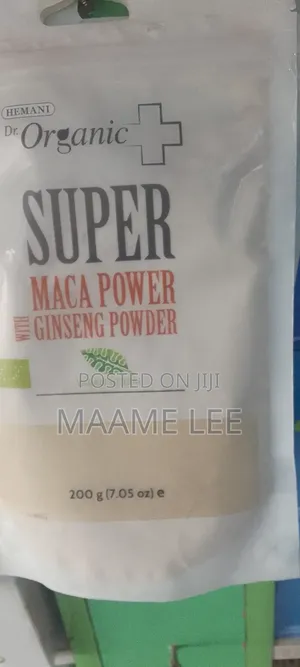 HEMANI
Dr. Organic
SUPER
MACA POWER
WITH GINSENG POWDER
POSTED ON JIJI
MAAME LEE
200 g (7.05 oz) e